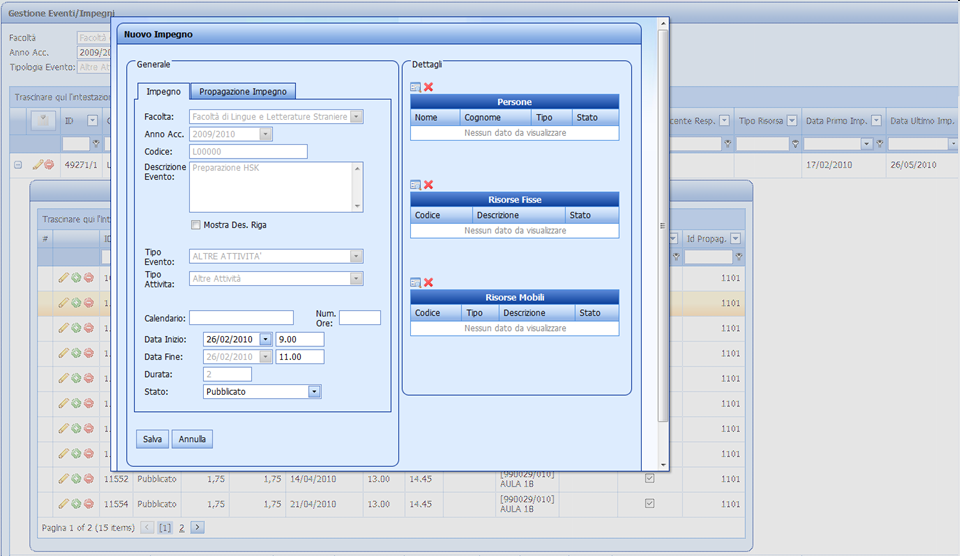 Gestione Eventi/Impegni
Facoltà
Anno Acc. 2009/20
Tipologia Evento: Altre At
Trascinare qui l'intestazion
ID
Resp.
Tipo Risorsa
Data Primo Imp.
Data Ultimo Imp.
49271/1
17/02/2010
26/05/2010
Trascinare qui l'int
#
Id Propag.
1101
1101
1101
1101
1101
1101
1101
1101
11552 Pubblicato 1,75 1,75 14/04/2010 13.00 14.45 [990029/010] AULA 1B 1101
11554 Pubblicato 1,75 1,75 21/04/2010 13.00 14.45 [990029/010] AULA 1B 1101
Pagina 1 of 2 (15 items) [1] 2
Nuovo Impegno
Generale
Impegno
Propagazione Impegno
Facolta: Facoltà di Lingue e Letterature Straniere
Anno Acc. 2009/2010
Codice: L00000
Descrizione Evento: Preparazione HSK
Mostra Des. Riga
Tipo Evento: ALTRE ATTIVITA'
Tipo Attivita: Altre Attività
Calendario:
Num. Ore:
Data Inizio: 26/02/2010 9.00
Data Fine: 26/02/2010 11.00
Durata: 2
Stato: Pubblicato
Salva
Annulla
Dettagli
Persone
Nome Cognome Tipo Stato
Nessun dato da visualizzare
Risorse Fisse
Codice Descrizione Stato
Nessun dato da visualizzare
Risorse Mobili
Codice Tipo Descrizione Stato
Nessun dato da visualizzare